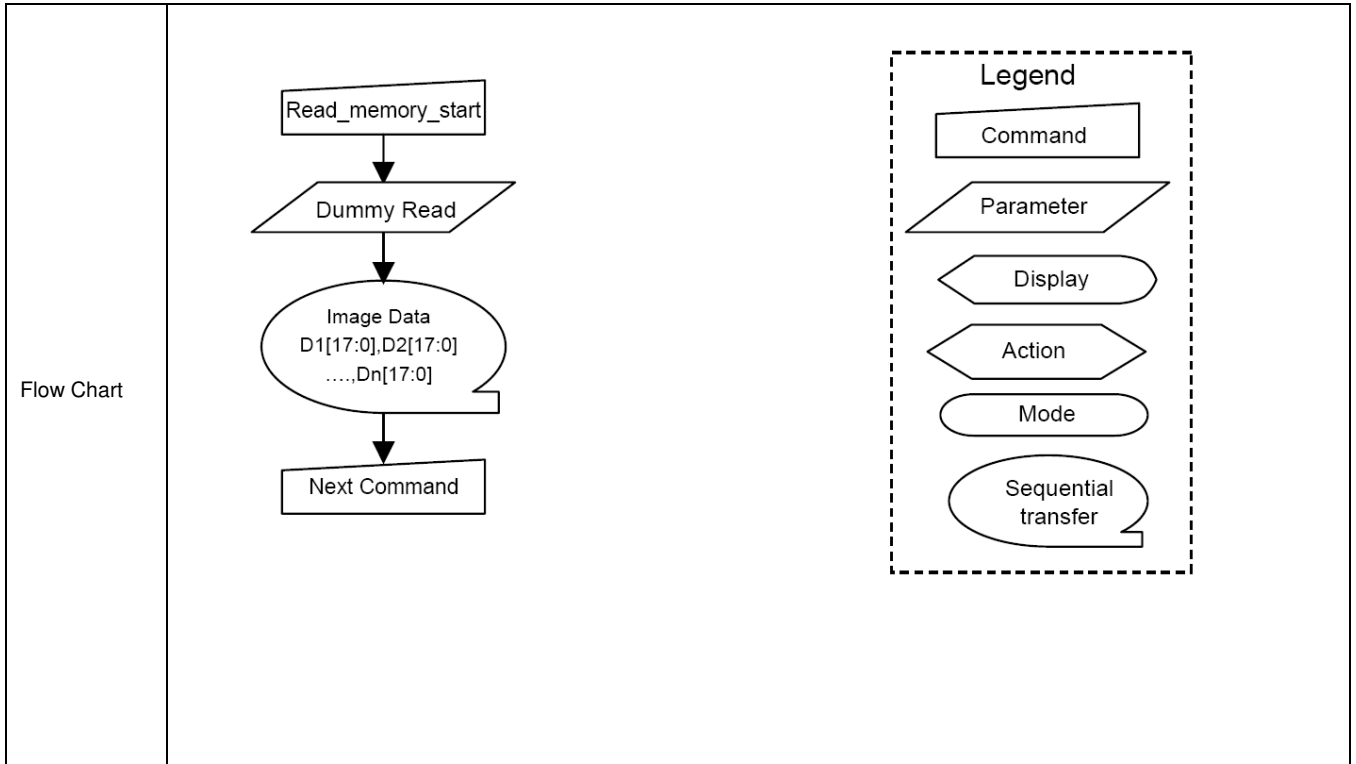 Flow Chart
Read_memory_start
Dummy Read
Image Data
D1[17:0],D2[17:0]
....,Dn[17:0]
Next Command
Legend
Command
Parameter
Display
Action
Mode
Sequential
transfer